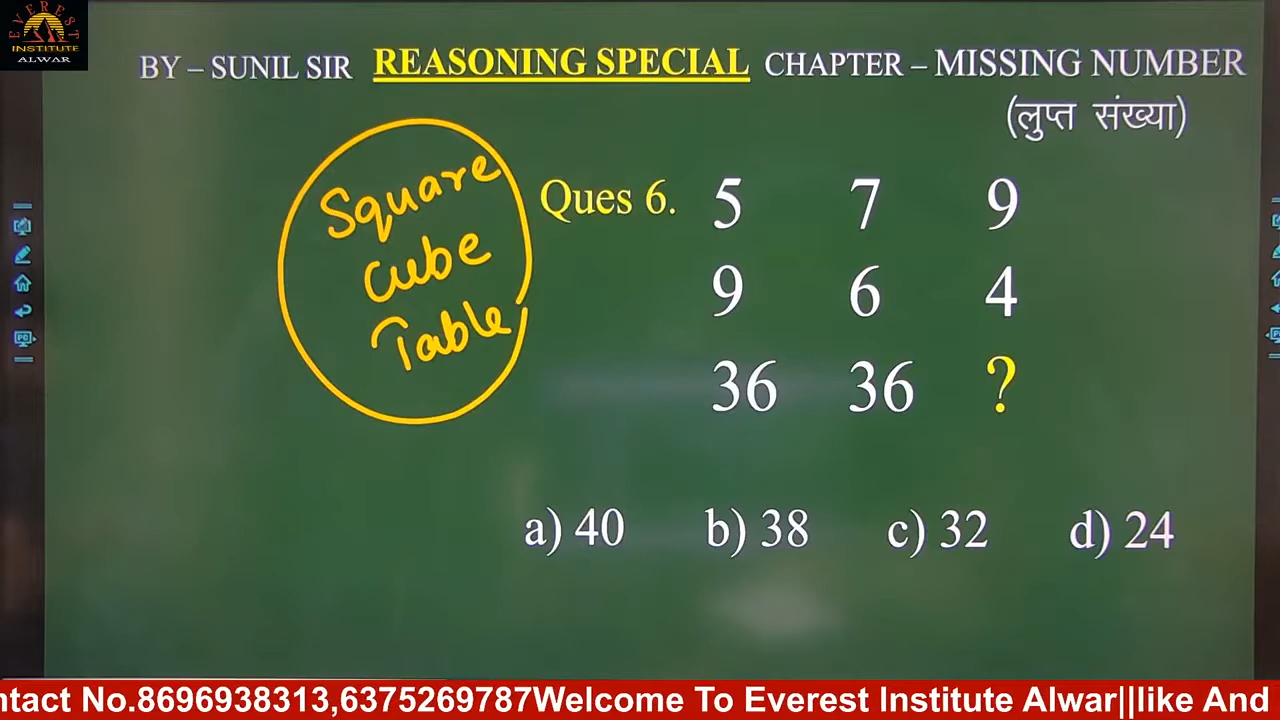 EVEREST
INSTITUTE
ALWAR
BY – SUNIL SIR REASONING SPECIAL CHAPTER – MISSING NUMBER
(लुप्त संख्या)
Square
Cube
Table
Ques 6. 5 7 9
9 6 4
36 36 ?
a) 40 b) 38 c) 32 d) 24
ntact No.8696938313,6375269787Welcome To Everest Institute Alwar||like And